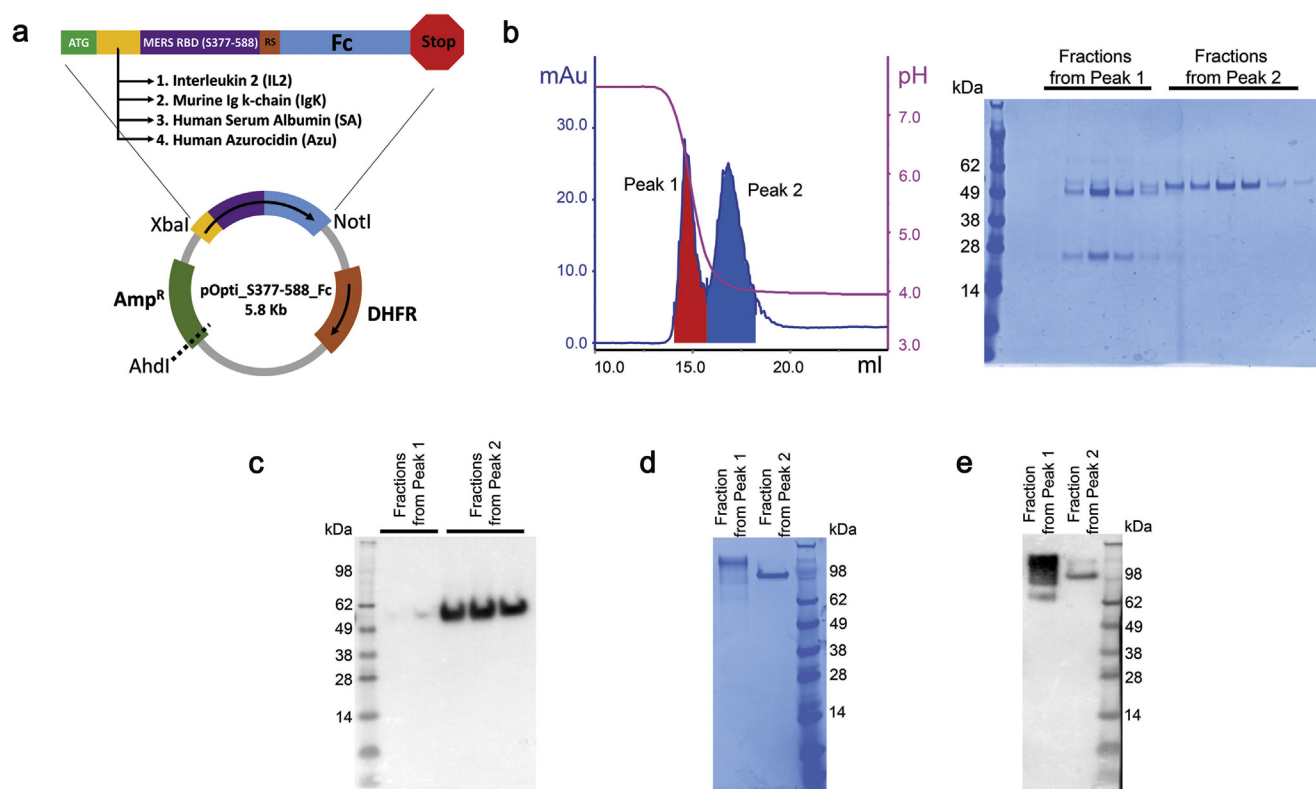 a
ATG
MERS RBD (S377-588)
RS
Fc
Stop
1. Interleukin 2 (IL2)
2. Murine Ig k-chain (IgK)
3. Human Serum Albumin (SA)
4. Human Azurocidin (Azu)
XbaI
NotI
AmpR
pOpti_S377-588_Fc
5.8 Kb
DHFR
AhdI
b
mAu
pH
30.0
20.0
10.0
0.0
7.0
6.0
5.0
4.0
3.0
Peak 1
Peak 2
10.0
15.0
20.0
ml
kDa
Fractions
from Peak 1
Fractions
from Peak 2
62
49
38
28
14
c
kDa
Fractions
from Peak 1
Fractions
from Peak 2
98
62
49
38
28
14
d
Fraction
from Peak 1
Fraction
from Peak 2
kDa
98
62
49
38
28
14
e
Fraction
from Peak 1
Fraction
from Peak 2
kDa
98
62
49
38
28
14